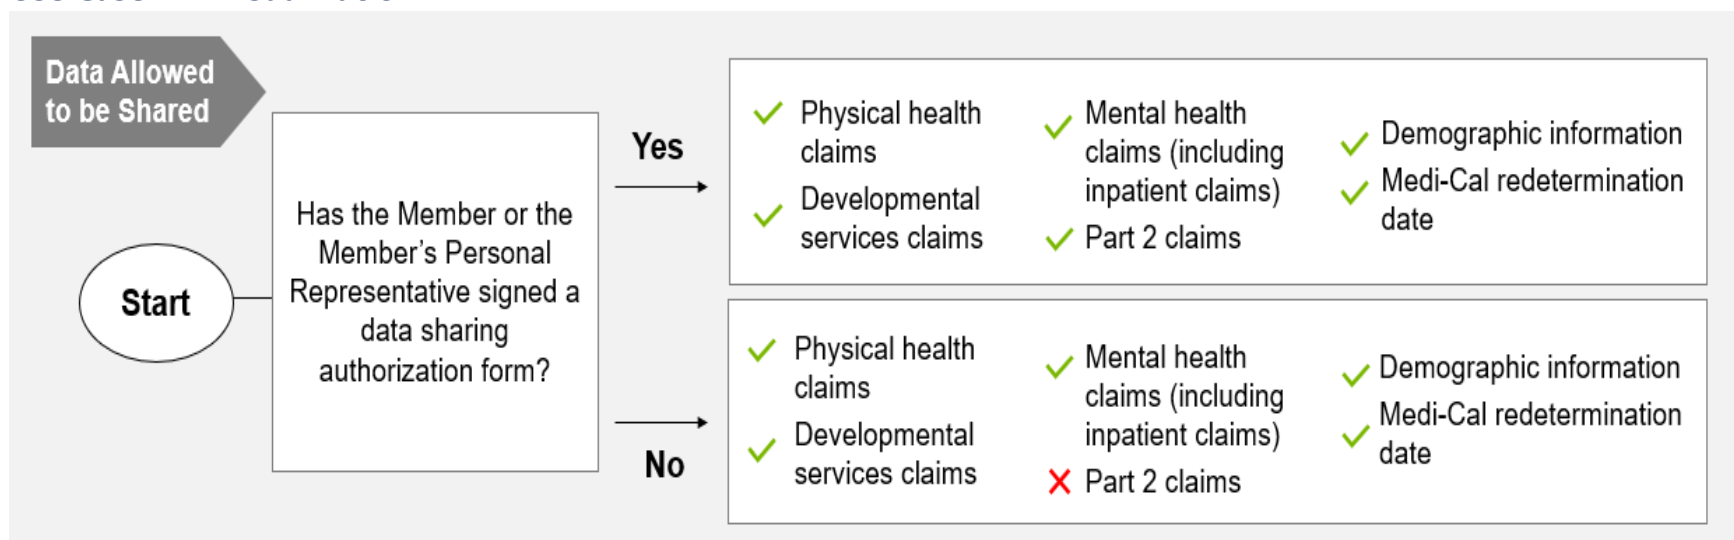 Data Allowed
to be Shared
Start
Has the Member or the
Member’s Personal
Representative signed a
data sharing
authorization form?
Yes
Physical health
claims
Developmental
services claims
Mental health
claims (including
inpatient claims)
Part 2 claims
Demographic information
Medi-Cal redetermination
date
No
Physical health
claims
Developmental
services claims
Mental health
claims (including
inpatient claims)
Part 2 claims
Demographic information
Medi-Cal redetermination
date